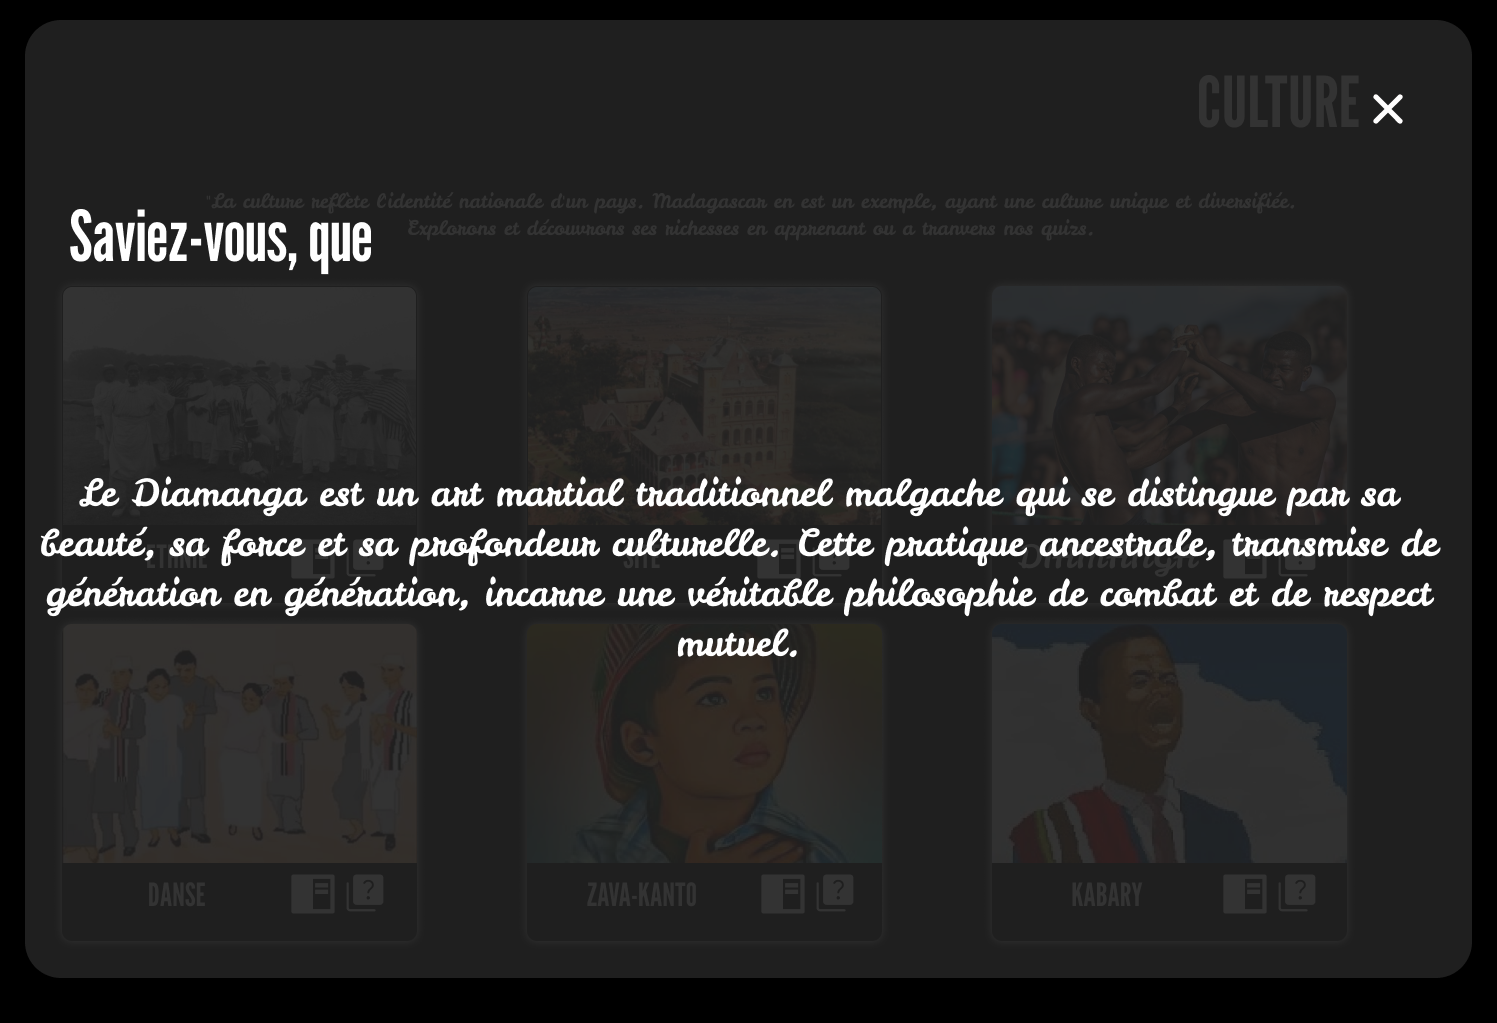 CULTURE
"La culture reflète l'identité nationale d'un pays. Madagascar en est un exemple, ayant une culture unique et diversifiée.
Explorons et découvrons ses richesses en apprenant ou a tranvers nos quizs.
Saviez-vous, que
Le Diamanga est un art martial traditionnel malgache qui se distingue par sa
beauté, sa force et sa profondeur culturelle. Cette pratique ancestrale, transmise de
génération en génération, incarne une véritable philosophie de combat et de respect
mutuel.
ETHNIE
SITE
DANSE
ZAVA-KANTO
KABARY